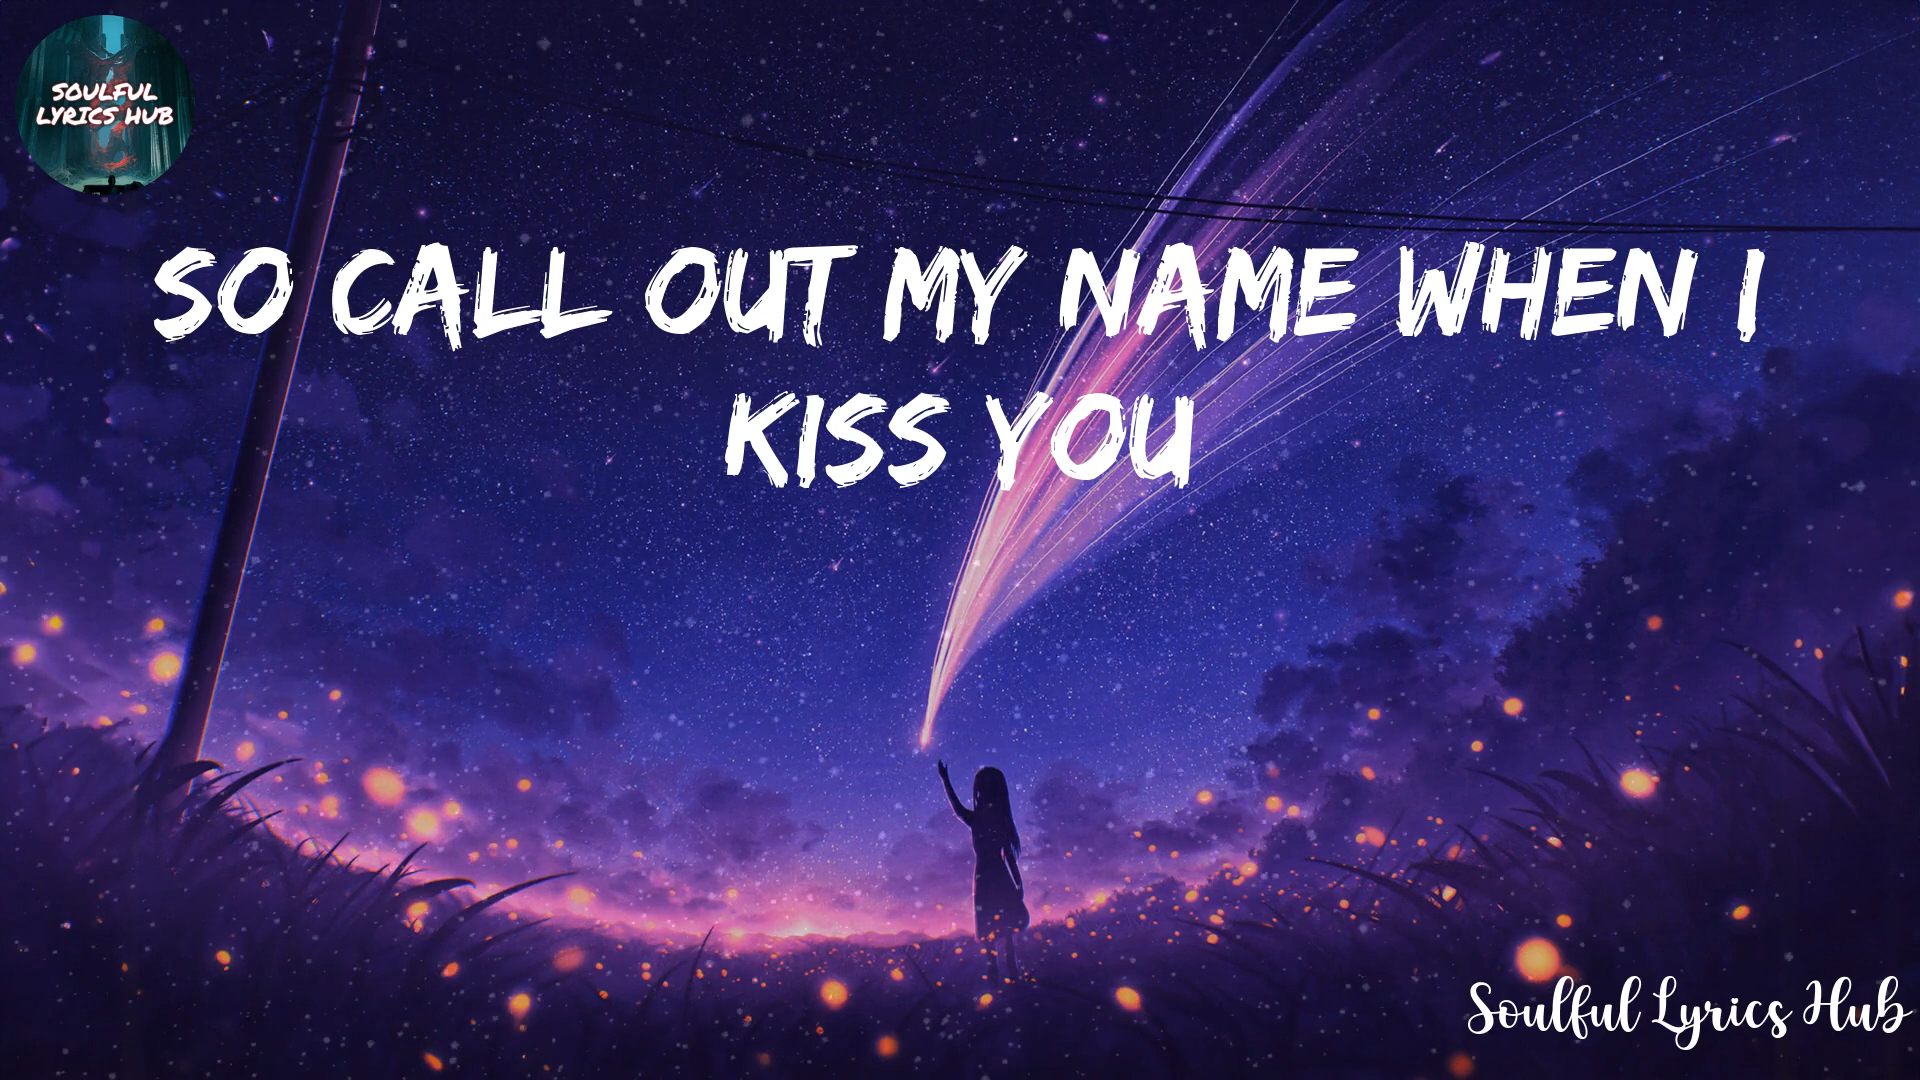 SOULFUL
LYRICS HUB
SO CALL OUT MY NAME WHEN I
KISS YOU
Soulful Lyrics Hub